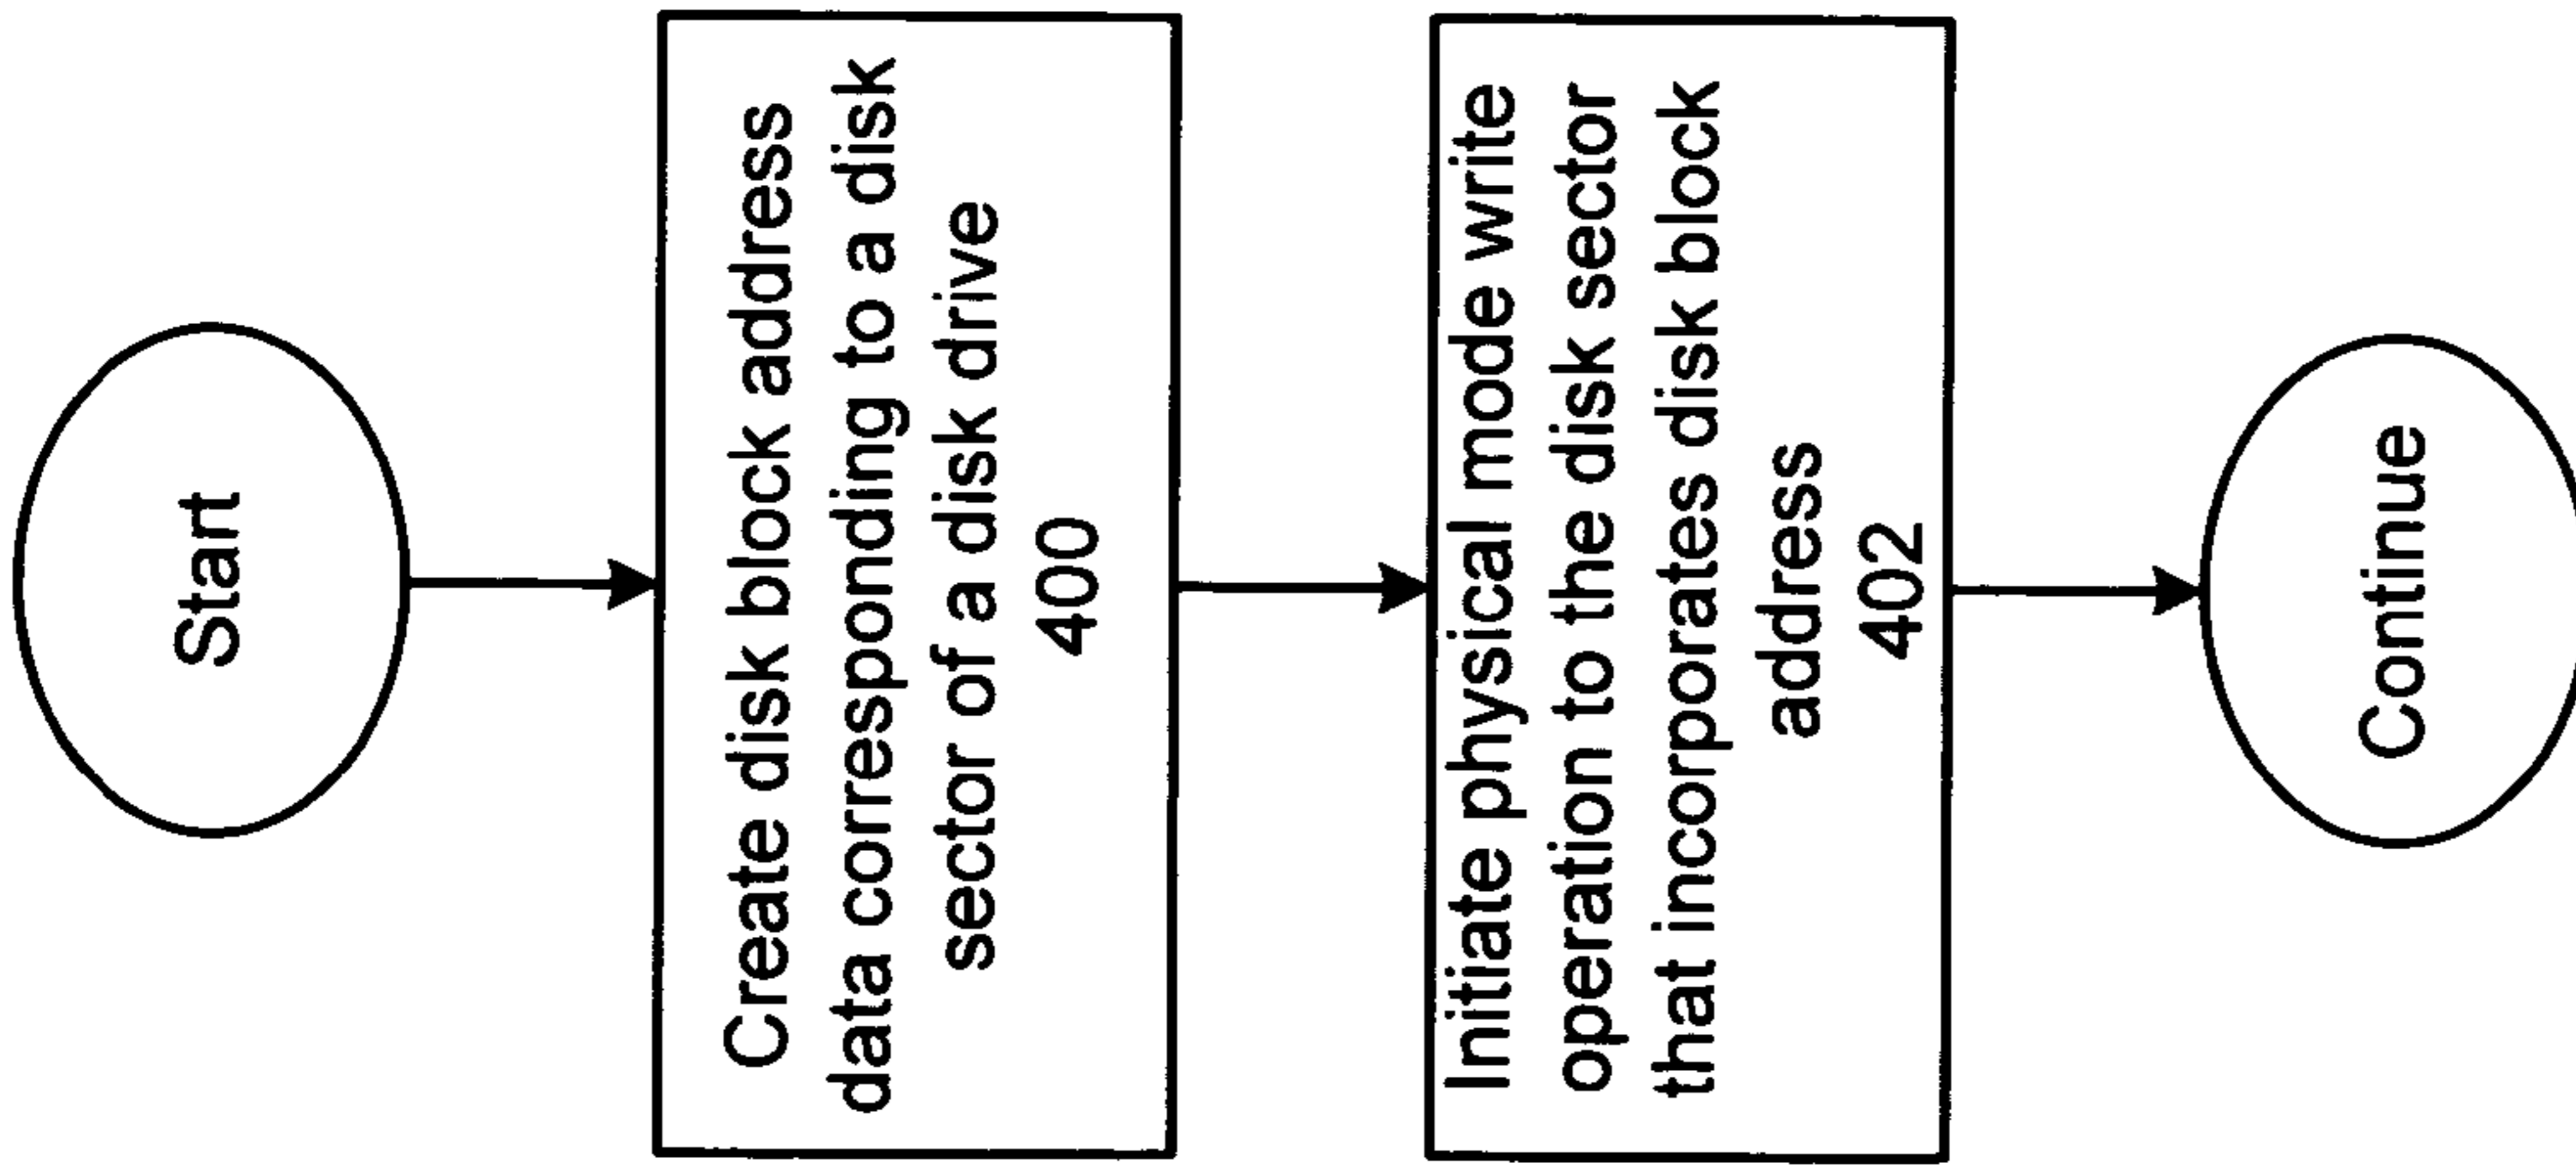 Start
Create disk block address
data corresponding to a disk
sector of a disk drive
400
Initiate physical mode write
operation to the disk sector
that incorporates disk block
address
402
Continue